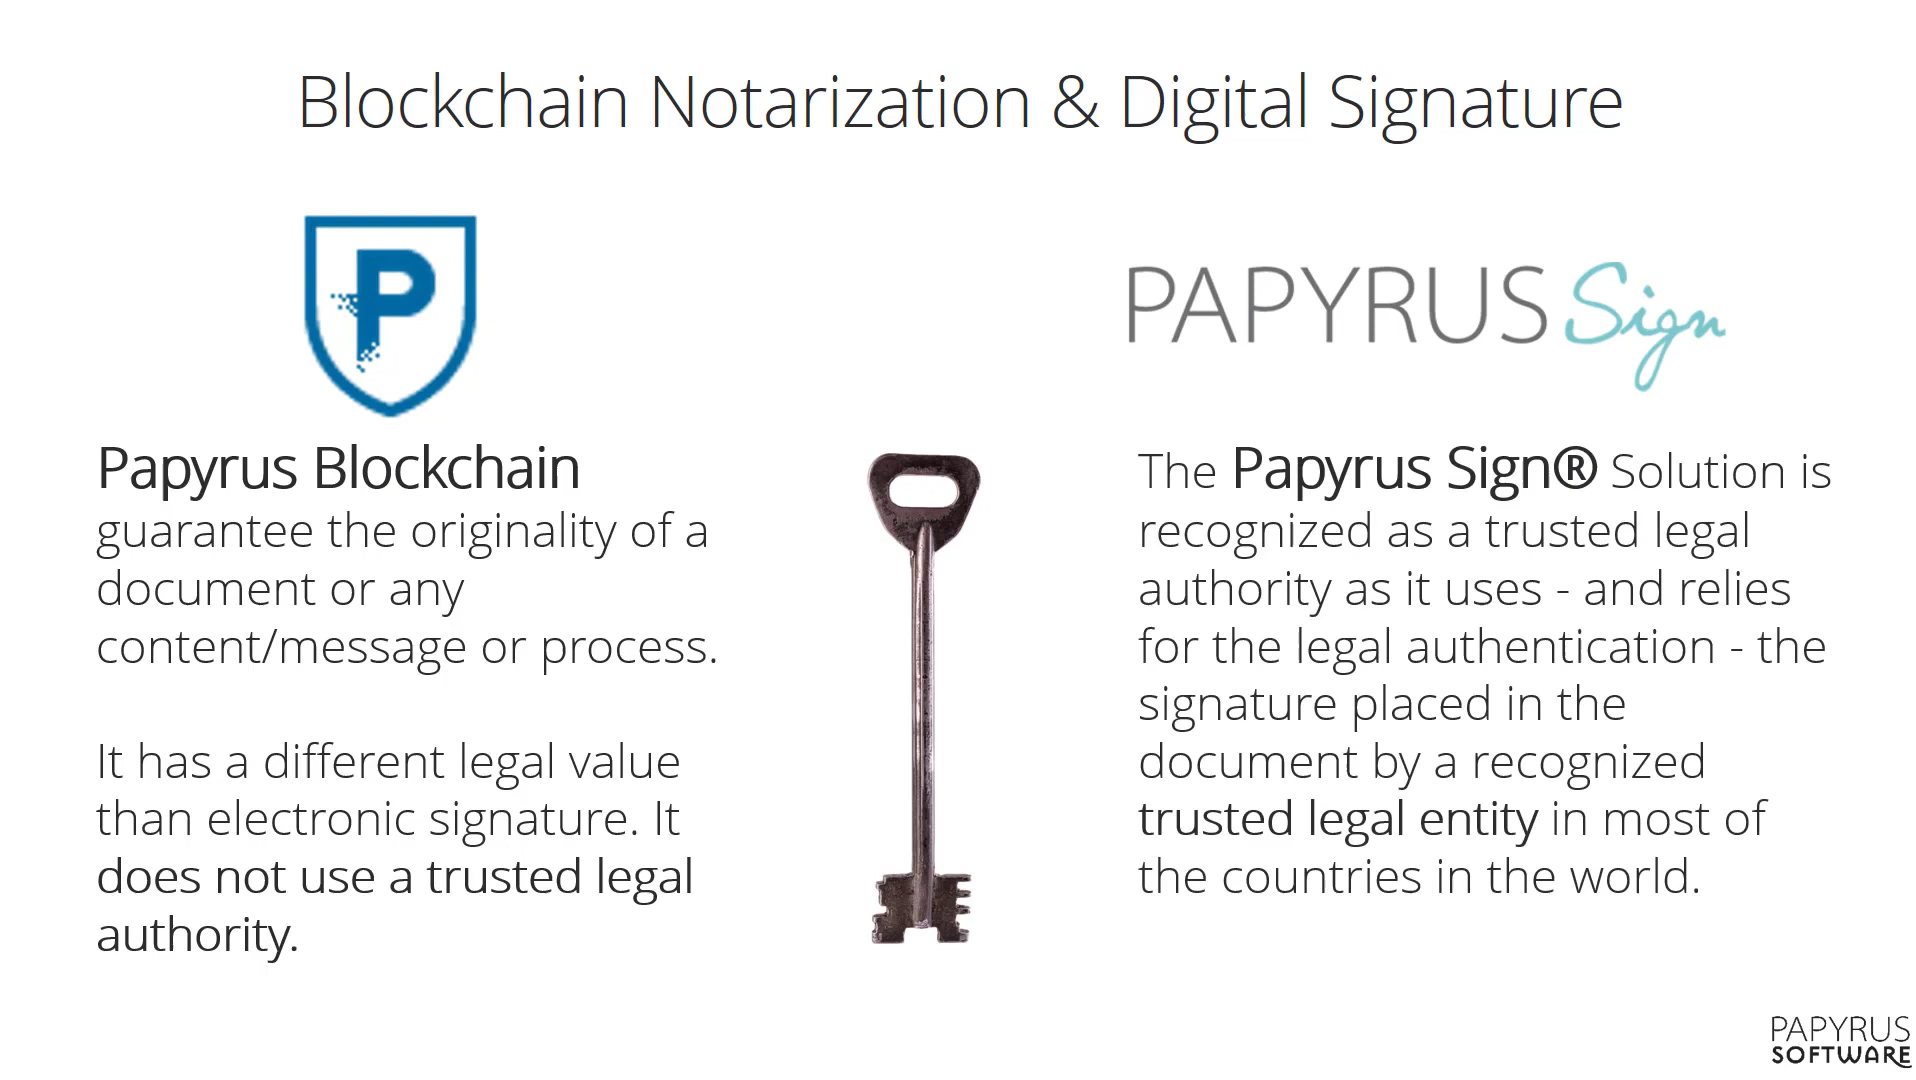 Blockchain Notarization & Digital Signature
P
Papyrus Blockchain
guarantee the originality of a
document or any
content/message or process.
It has a different legal value
than electronic signature. It
does not use a trusted legal
authority.
PAPYRUS Sign
The Papyrus Sign® Solution is
recognized as a trusted legal
authority as it uses - and relies
for the legal authentication - the
signature placed in the
document by a recognized
trusted legal entity in most of
the countries in the world.
PAPYRUS
SOFTWARE